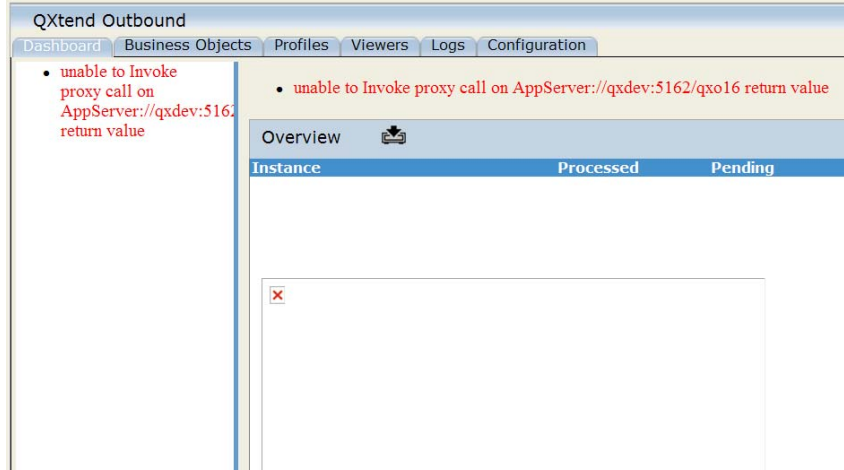 QXtend Outbound
Dashboard Business Objects Profiles Viewers Logs Configuration
unable to Invoke
proxy call on
AppServer://qxdev:5162
return value
unable to Invoke proxy call on AppServer://qxdev:5162/qxo16 return value
Overview
Instance Processed Pending